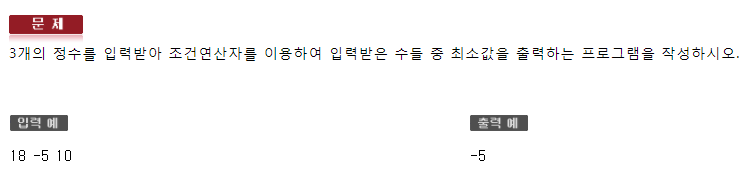 문 제
3개의 정수를 입력받아 조건연산자를 이용하여 입력받은 수들 중 최소값을 출력하는 프로그램을 작성하시오.
입력 예
출력 예
18 -5 10
-5